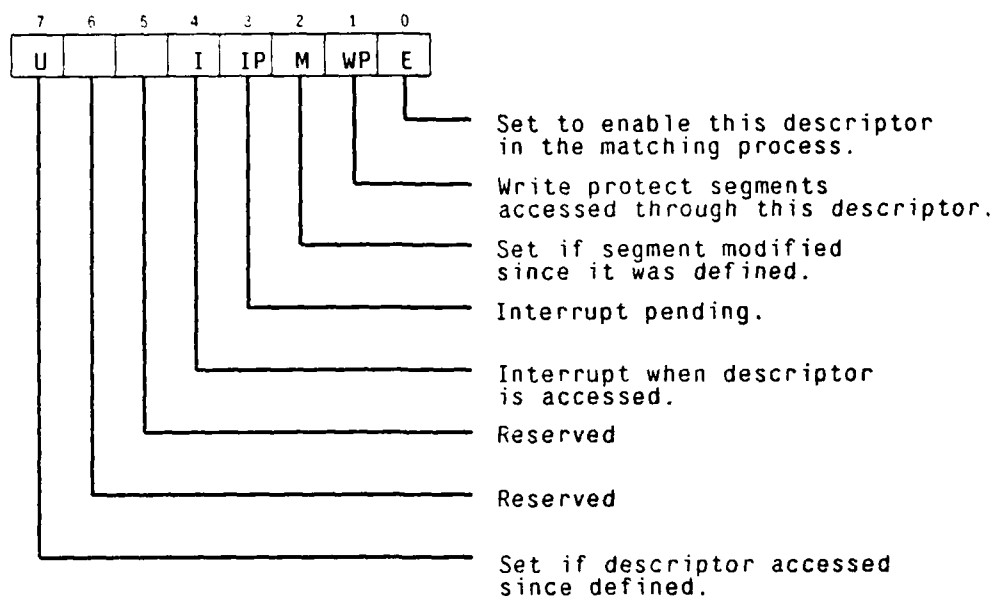 7 6 5 4 3 2 1 0
U I IP M WP E
Set to enable this descriptor
in the matching process.
Write protect segments
accessed through this descriptor.
Set if segment modified
since it was defined.
Interrupt pending.
Interrupt when descriptor
is accessed.
Reserved
Reserved
Set if descriptor accessed
since defined.